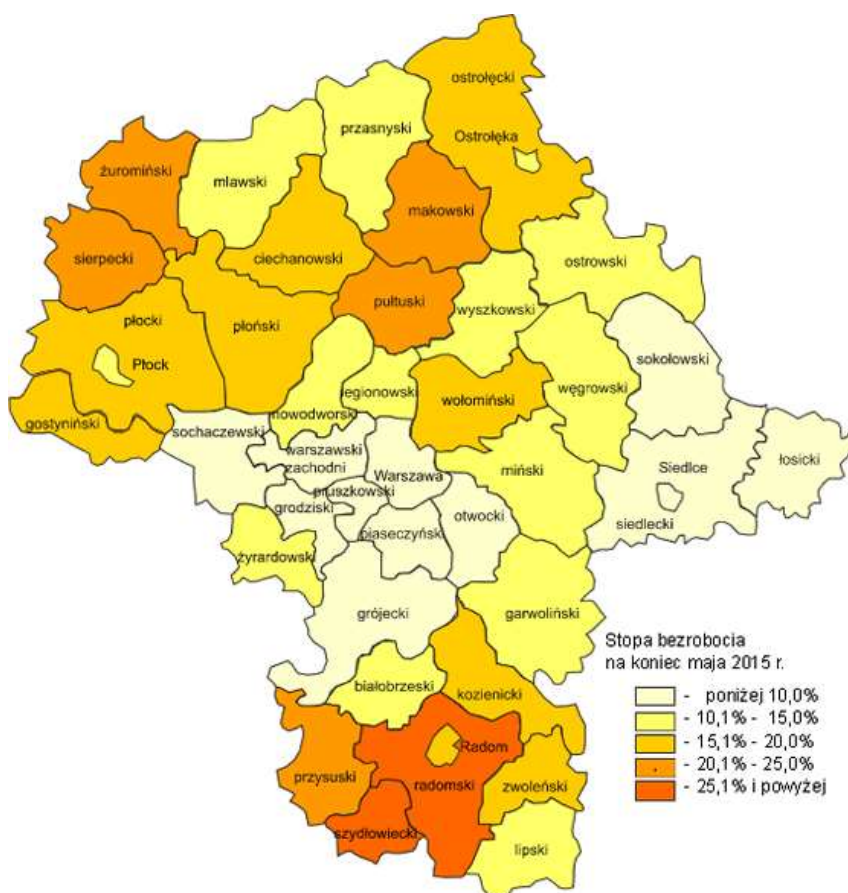 ostrołęcki
Ostrołęka
przasnyski
żuromiński
mławski
makowski
sierpecki
ciechanowski
ostrowski
pułtuski
wyszkowski
płocki
płoński
sokołowski
Płock
legionowski
wołomiński
węgrowski
nowodworski
gostyniński
sochaczewski
warszawski
zachodni
Warszawa
miński
Siedlce
łosicki
pruszkowski
grodziski
otwocki
siedlecki
piaseczyński
żyrardowski
grójecki
garwoliński
białobrzeski
kozienicki
Radom
przysuski
radomski
zwoleński
szydłowiecki
lipski
Stopa bezrobocia
na koniec maja 2015 r.
- poniżej 10,0%
- 10,1% - 15,0%
- 15,1% - 20,0%
- 20,1% - 25,0%
- 25,1% i powyżej